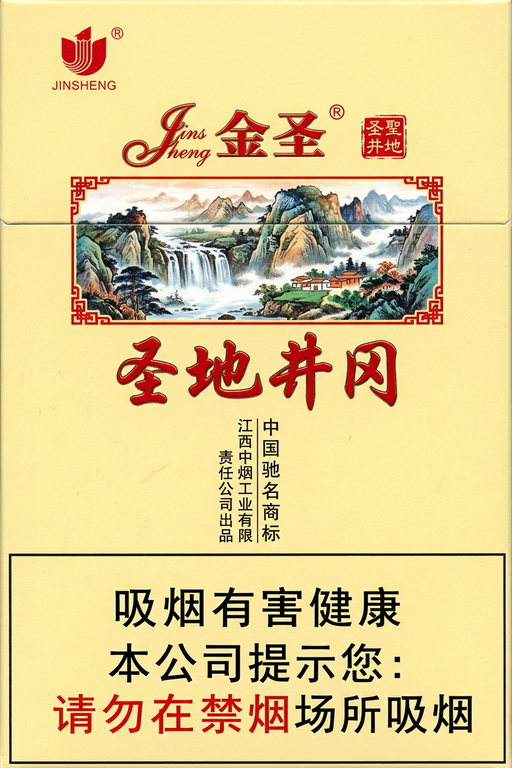 ®
JINSHENG
Jins
heng
金圣®
圣聖
井地
圣地井冈
中国驰名商标
江西中烟工业有限
责任公司出品
吸烟有害健康
本公司提示您：
请勿在禁烟场所吸烟